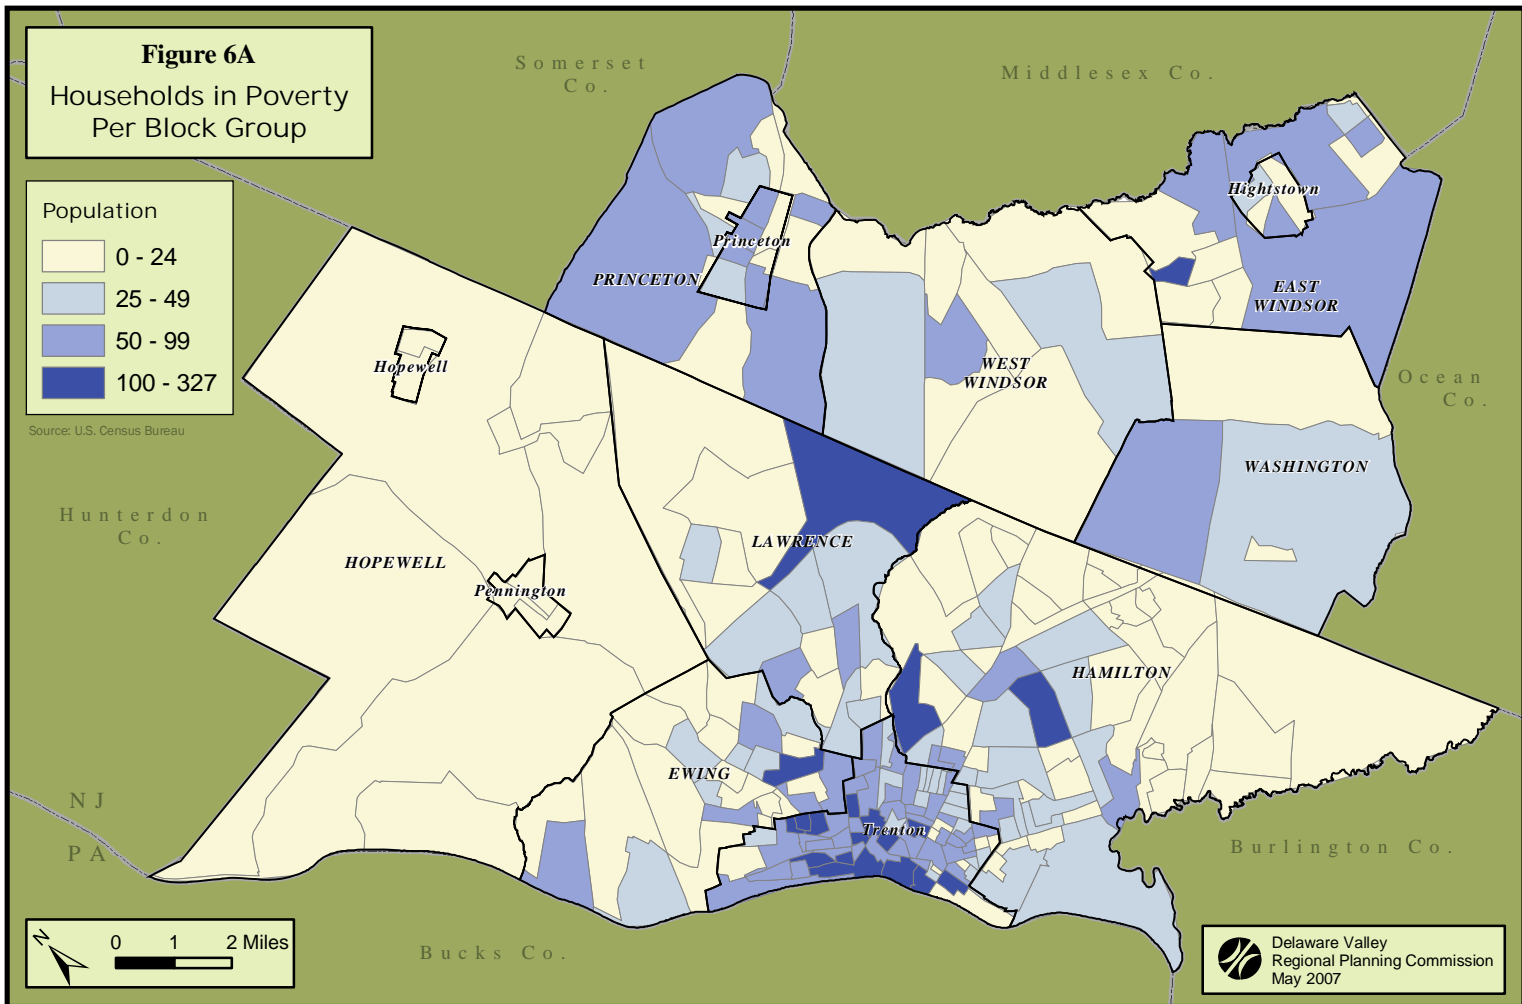 Figure 6A
Households in Poverty
Per Block Group
Somerset
Co.
Middlesex Co.
Population
0 - 24
25 - 49
50 - 99
100 - 327
Source: U.S. Census Bureau
Hightstown
Princeton
PRINCETON
EAST
WINDSOR
Hopewell
WEST
WINDSOR
Ocean
Co.
WASHINGTON
Hunterdon
Co.
LAWRENCE
HOPEWELL
Pennington
HAMILTON
EWING
NJ
PA
Trenton
Burlington Co.
Bucks Co.
N
0 1 2 Miles
Delaware Valley
Regional Planning Commission
May 2007